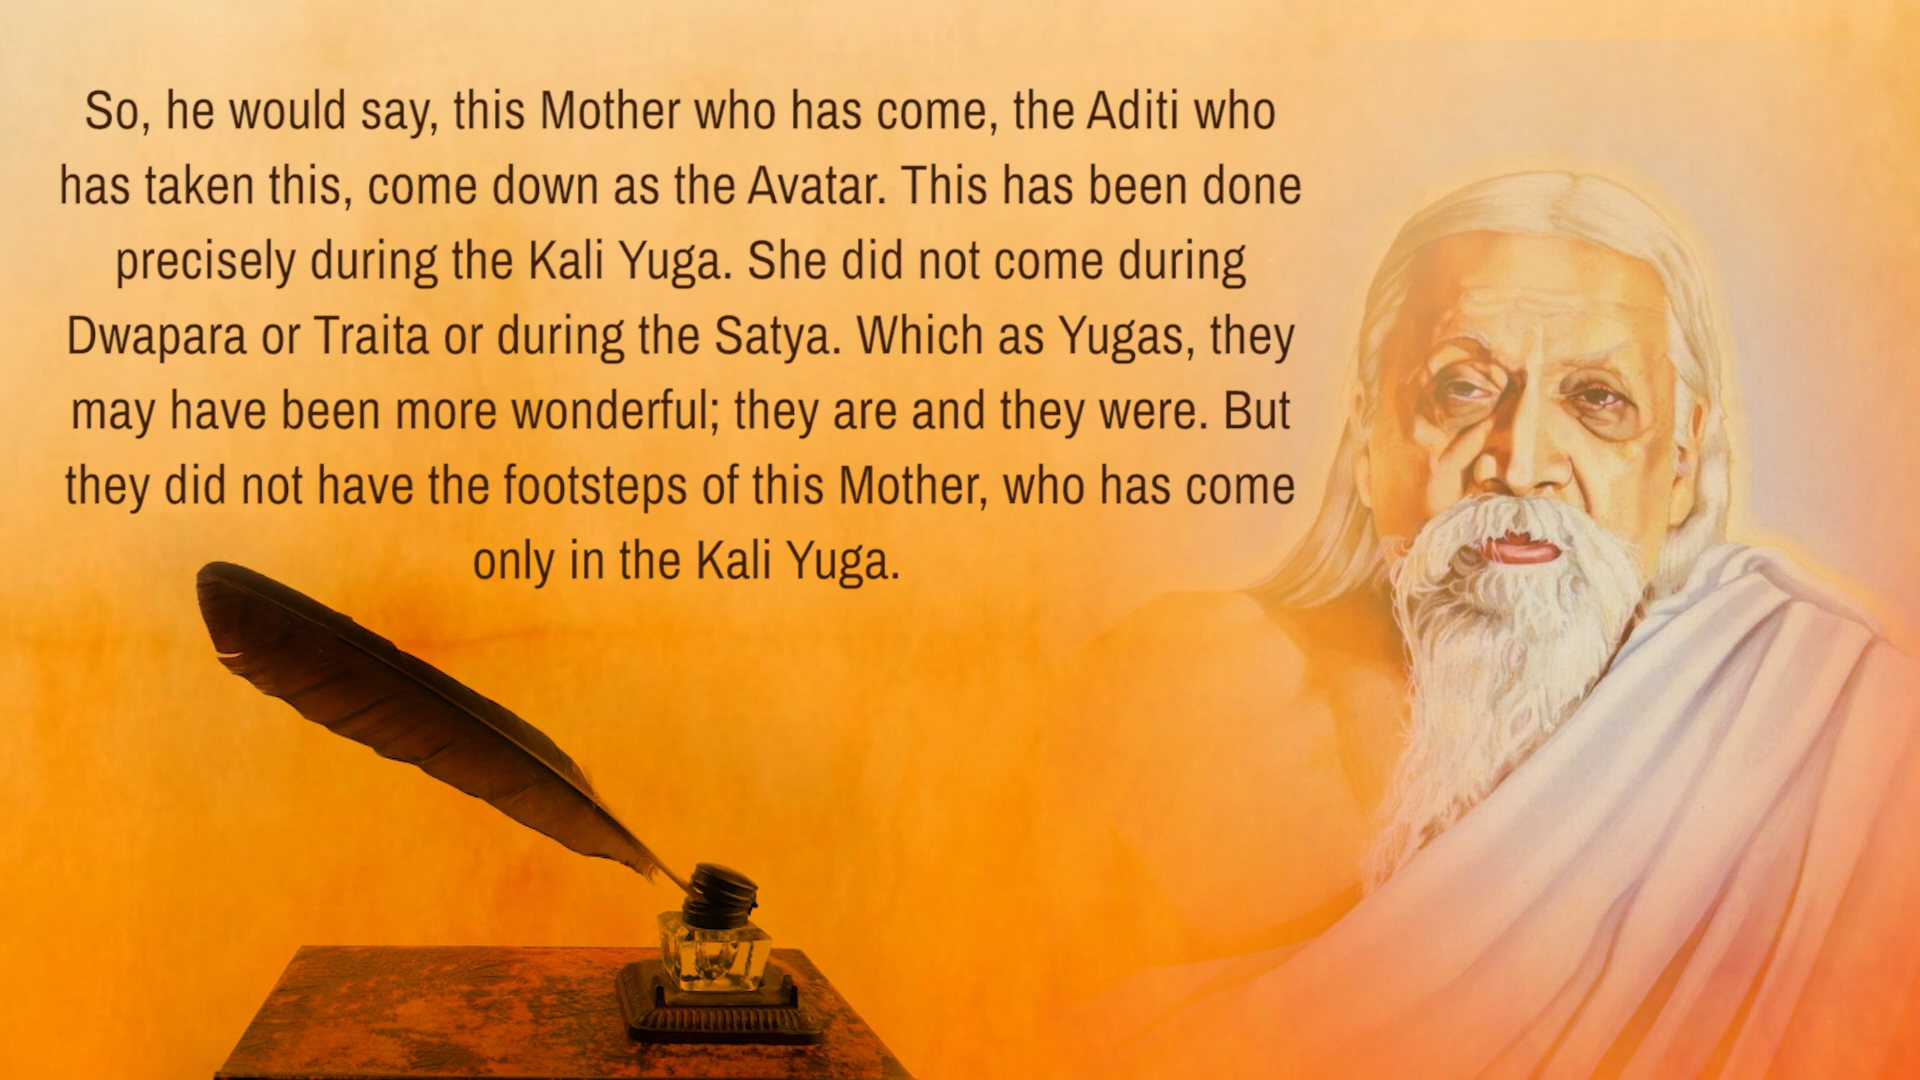 So, he would say, this Mother who has come, the Aditi who
has taken this, come down as the Avatar. This has been done
precisely during the Kali Yuga. She did not come during
Dwapara or Traita or during the Satya. Which as Yugas, they
may have been more wonderful; they are and they were. But
they did not have the footsteps of this Mother, who has come
only in the Kali Yuga.